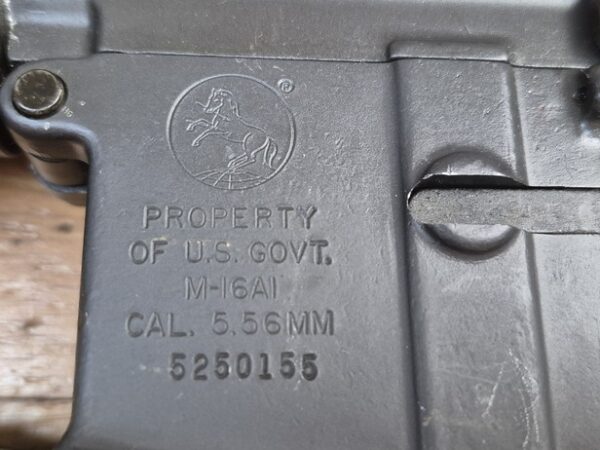 ®
PROPERTY
OF U.S. GOVT.
M-16A1
CAL. 5.56MM
5250155